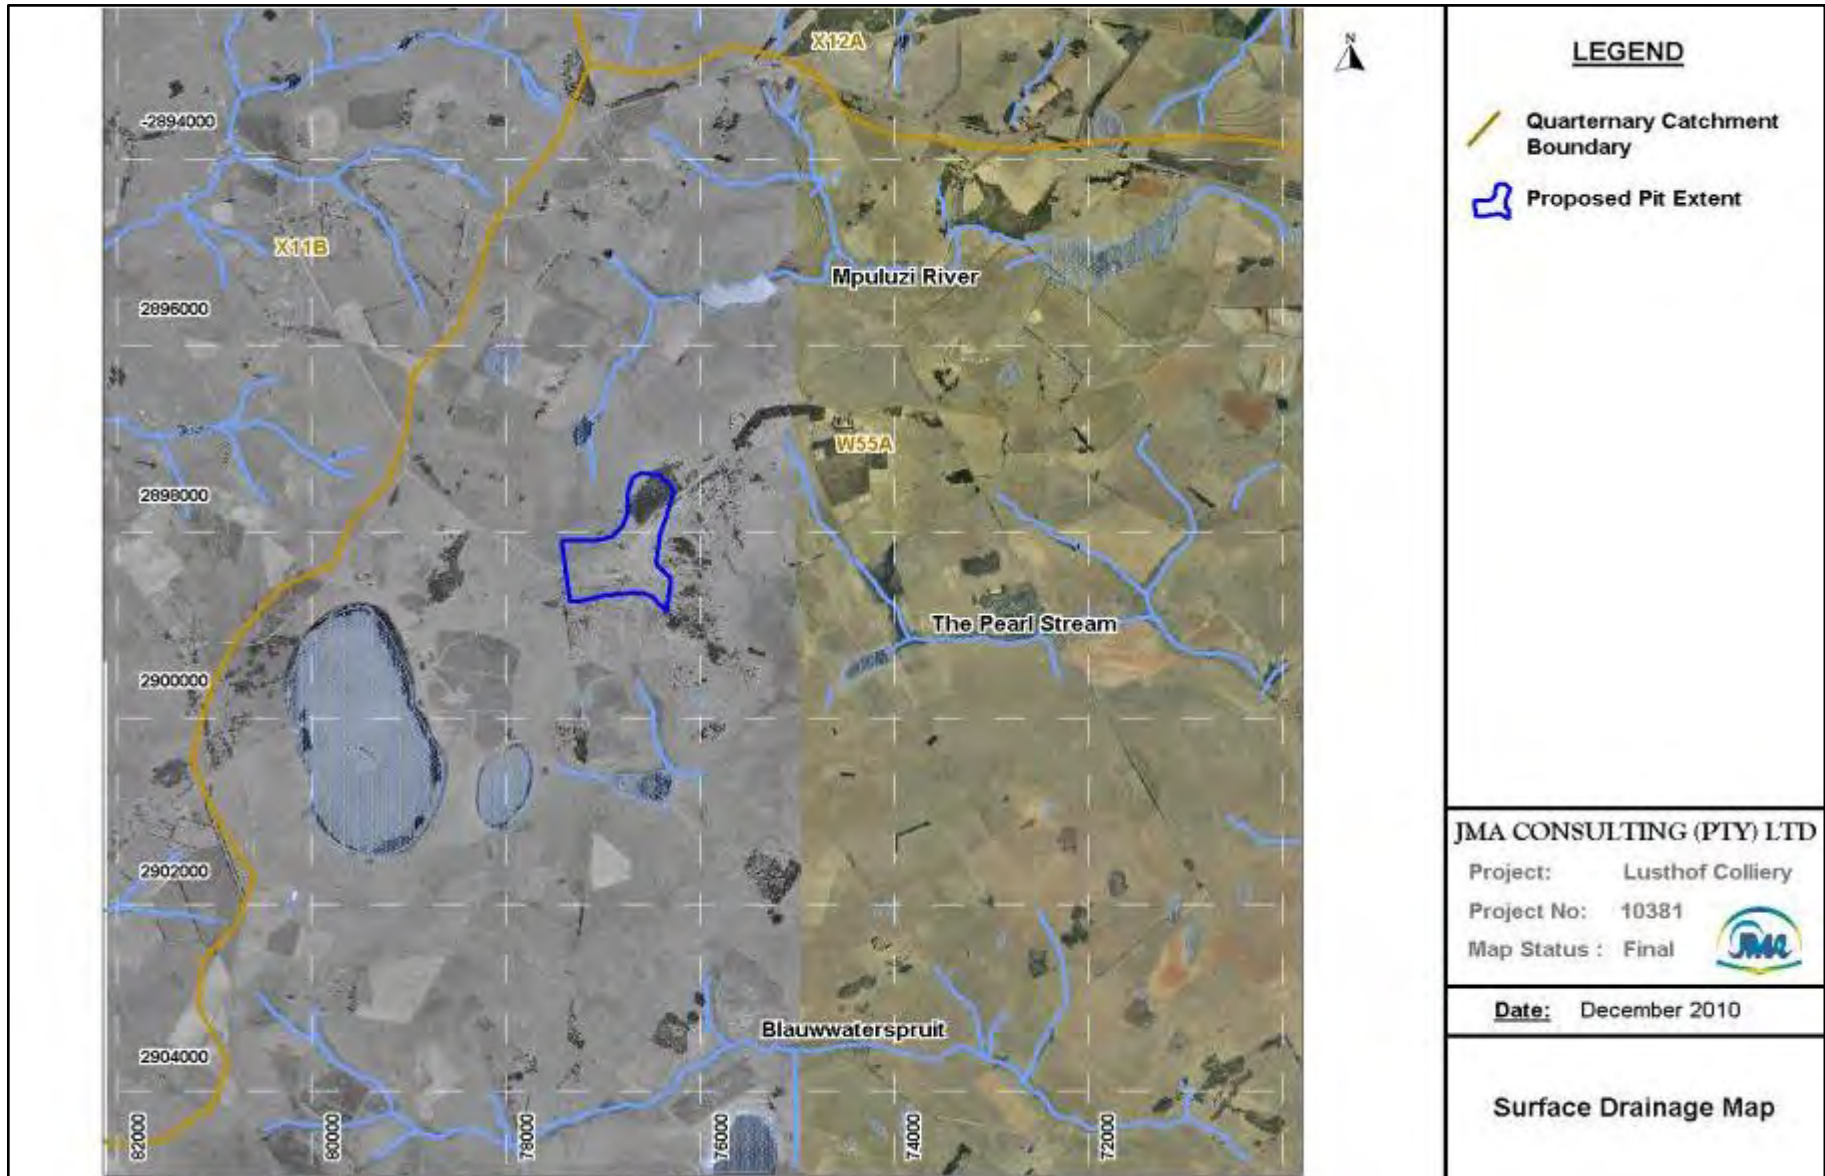 X12A
N
-2894000
X11B
Mpuluzi River
2896000
W55A
2898000
The Pearl Stream
2900000
2902000
Blauwwaterspruit
2904000
82000
80000
78000
76000
74000
72000
LEGEND
Quarternary Catchment
Boundary
Proposed Pit Extent
JMA CONSULTING (PTY) LTD
Project: Lusthof Colliery
Project No: 10381
Map Status : Final
JMA
Date: December 2010
Surface Drainage Map